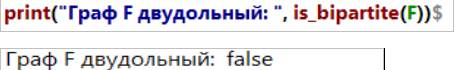 print("Граф F двудольный: ", is_bipartite(F))$
Граф F двудольный:  false